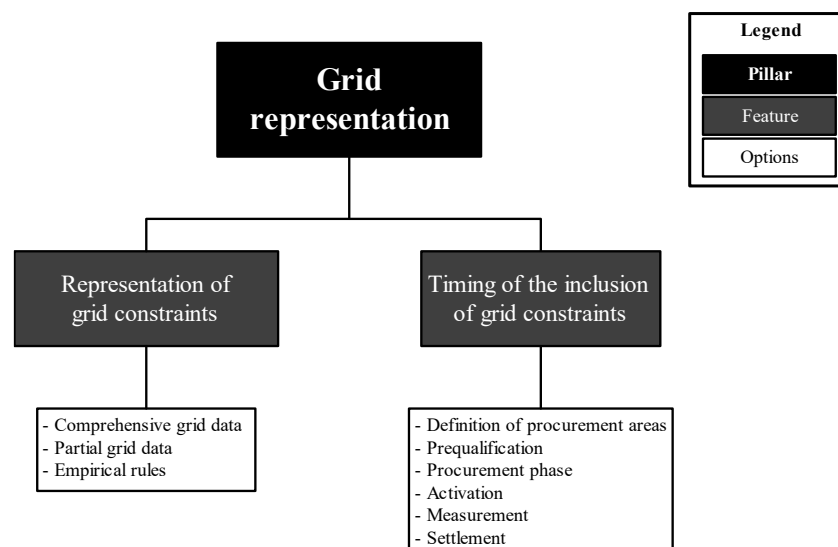 Grid
representation
Legend
Pillar
Feature
Options
Representation of
grid constraints
Timing of the inclusion
of grid constraints
- Comprehensive grid data
- Partial grid data
- Empirical rules
- Definition of procurement areas
- Prequalification
- Procurement phase
- Activation
- Measurement
- Settlement